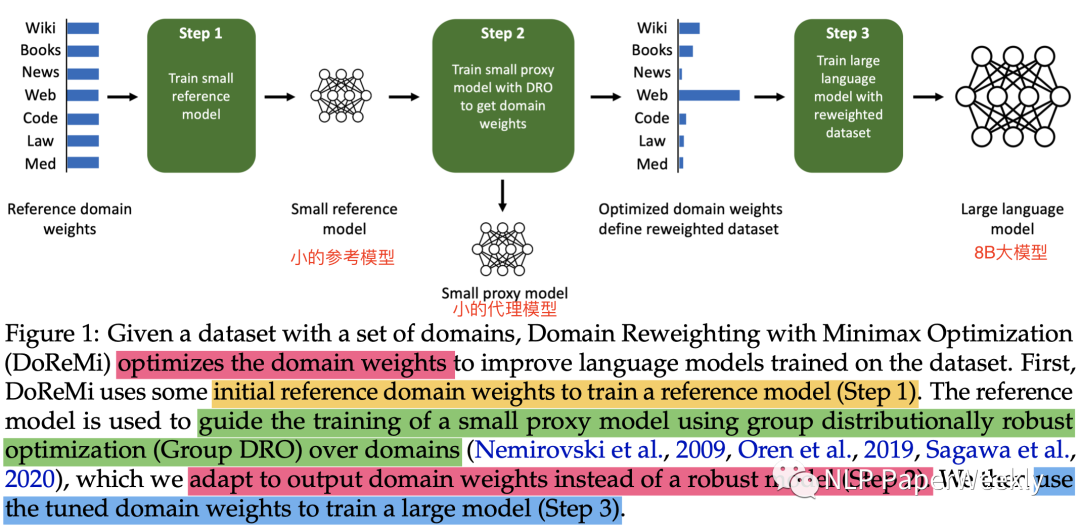 Wiki
Books
News
Web
Code
Law
Med
Reference domain
weights
Step 1
Train small
reference
model
Small reference
model
小的参考模型
Step 2
Train small proxy
model with DRO
to get domain
weights
Small proxy model
小的代理模型
Wiki
Books
News
Web
Code
Law
Med
Optimized domain weights
define reweighted dataset
Step 3
Train large
language
model with
reweighted
dataset
Large language
model
8B大模型
Figure 1: Given a dataset with a set of domains, Domain Reweighting with Minimax Optimization
(DoReMi) optimizes the domain weights to improve language models trained on the dataset. First,
DoReMi uses some initial reference domain weights to train a reference model (Step 1). The reference
model is used to guide the training of a small proxy model using group distributionally robust
optimization (Group DRO) over domains (Nemirovski et al., 2009, Oren et al., 2019, Sagawa et al.,
2020), which we adapt to output domain weights instead of a robust model (Step 2). We then use
the tuned domain weights to train a large model (Step 3).
NLP PaperWeekly